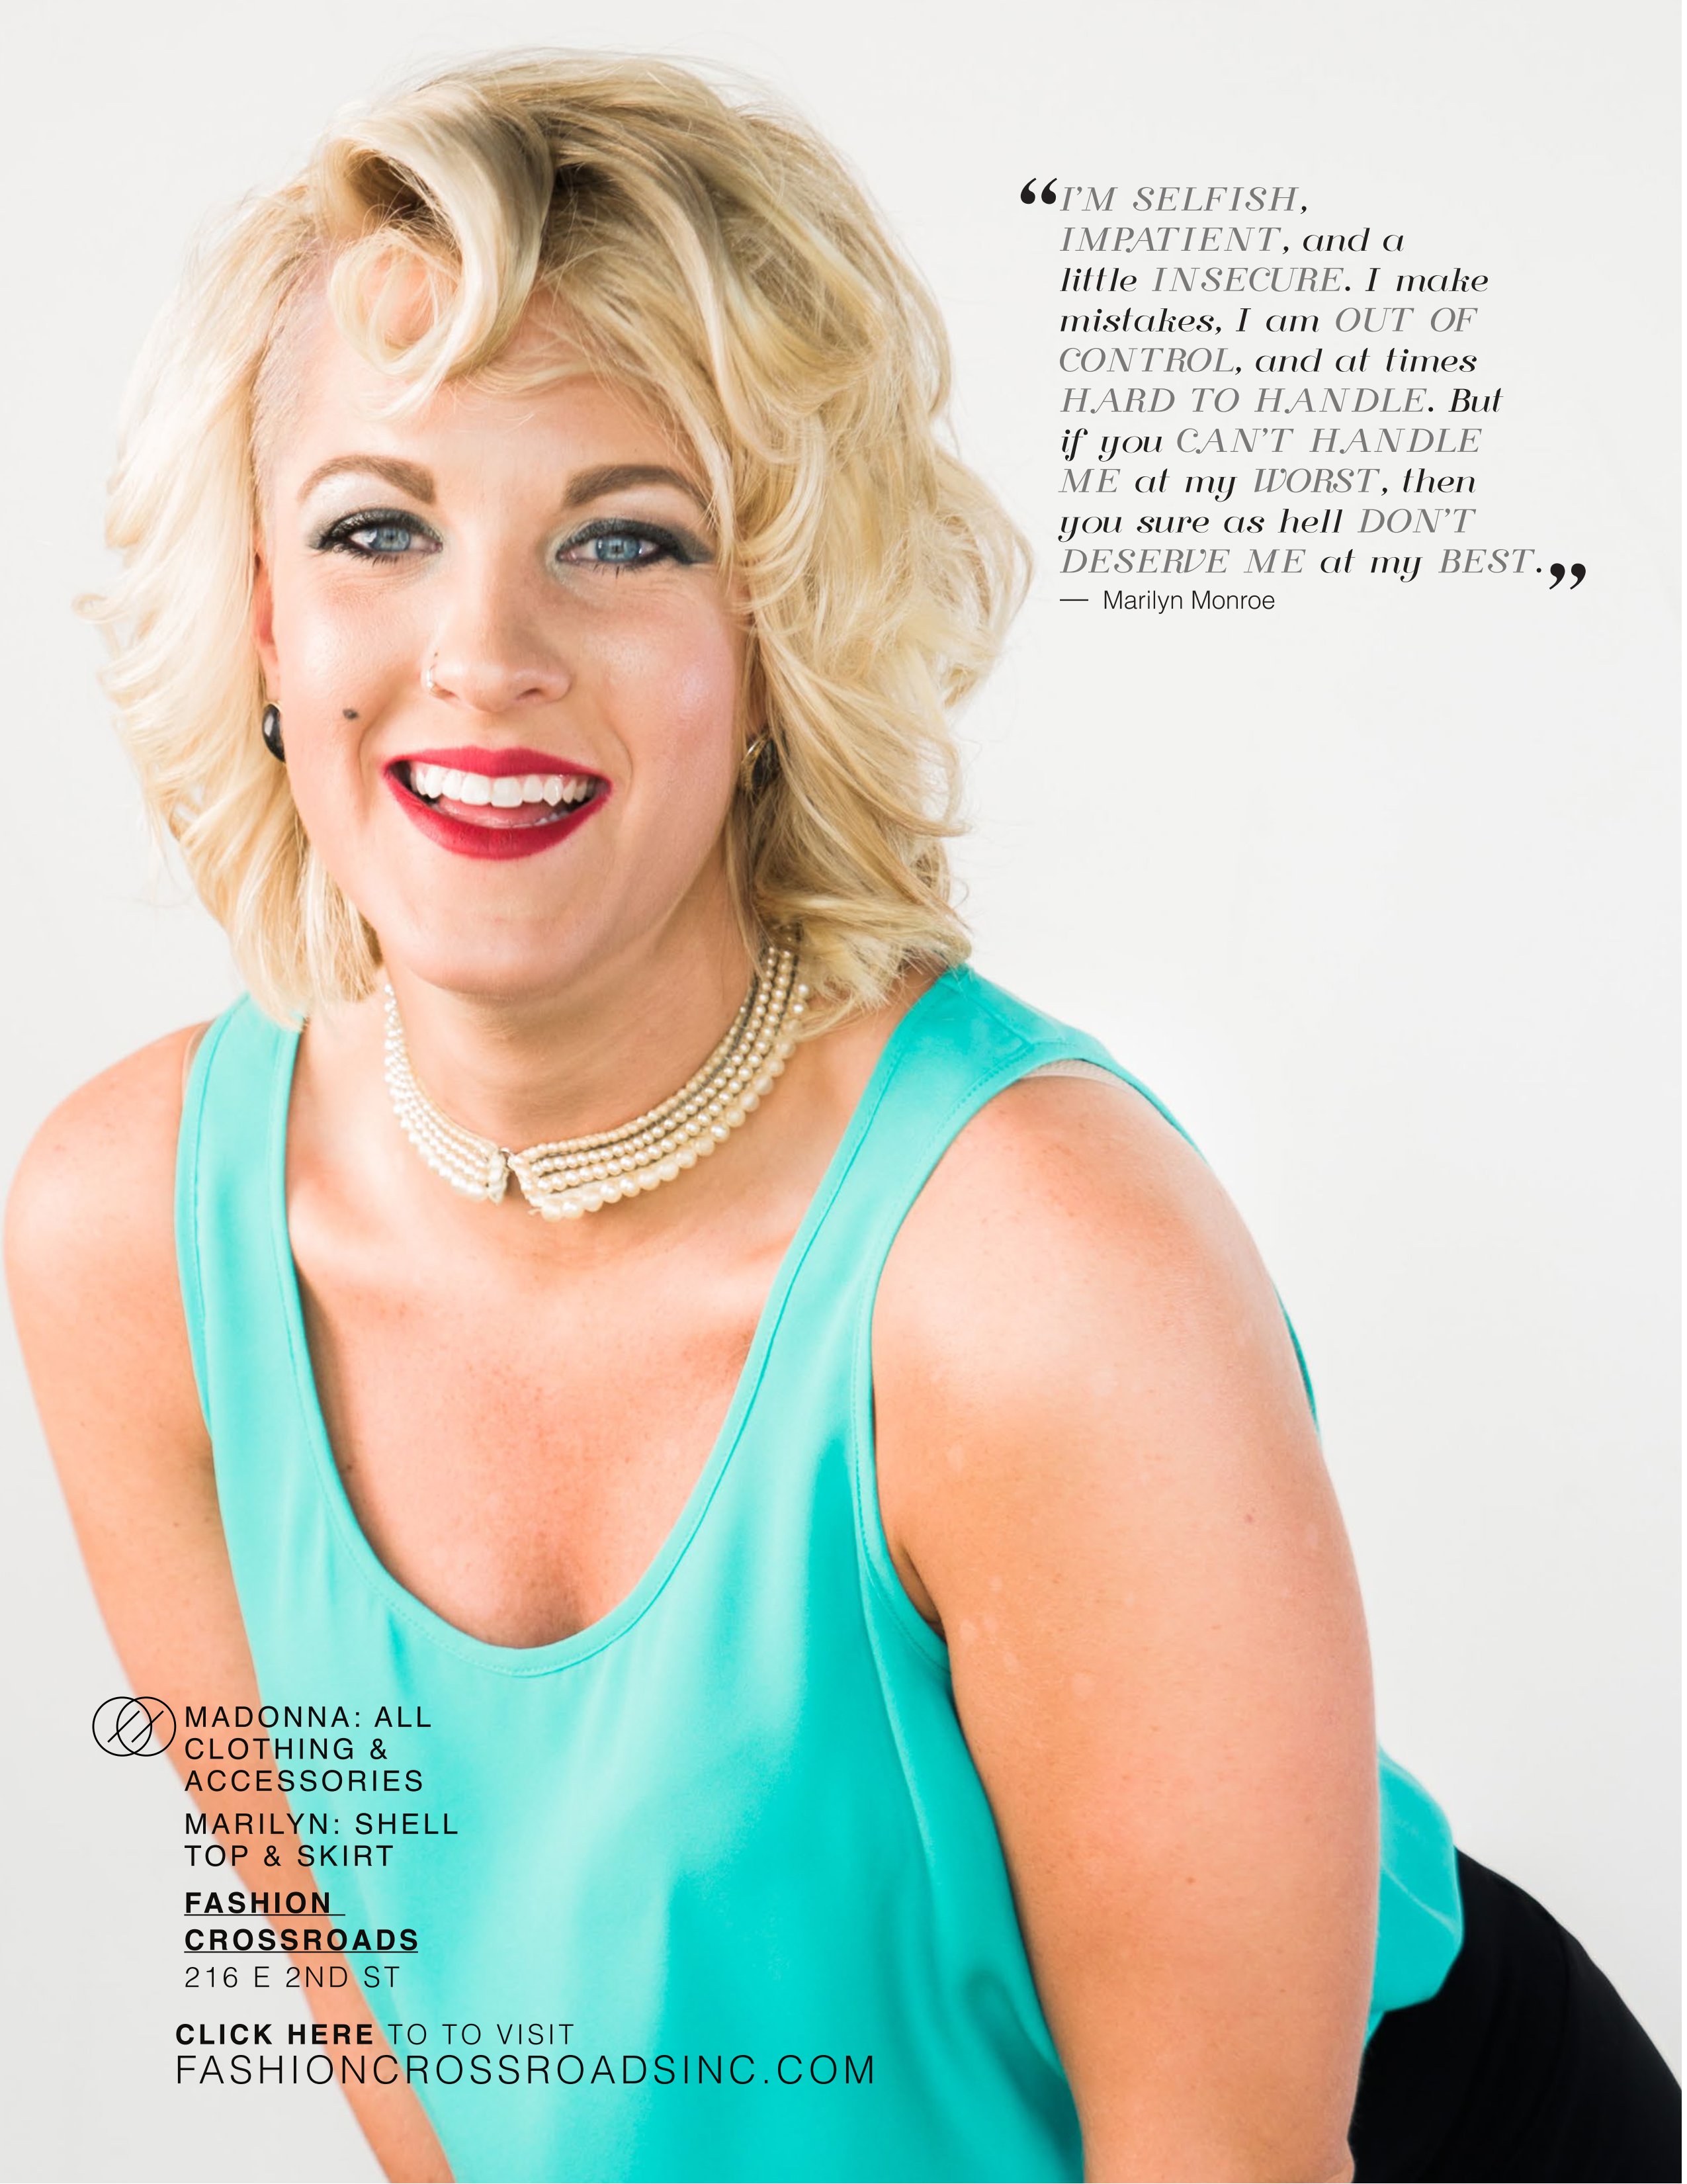 “I’M SELFISH,
IMPATIENT, and a
little INSECURE. I make
mistakes, I am OUT OF
CONTROL, and at times
HARD TO HANDLE. But
if you CAN’T HANDLE
ME at my WORST, then
you sure as hell DON’T
DESERVE ME at my BEST.”
— Marilyn Monroe
MADONNA: ALL
CLOTHING &
ACCESSORIES
MARILYN: SHELL
TOP & SKIRT
FASHION
CROSSROADS
216 E 2ND ST
CLICK HERE TO TO VISIT
FASHIONCROSSROADSINC.COM